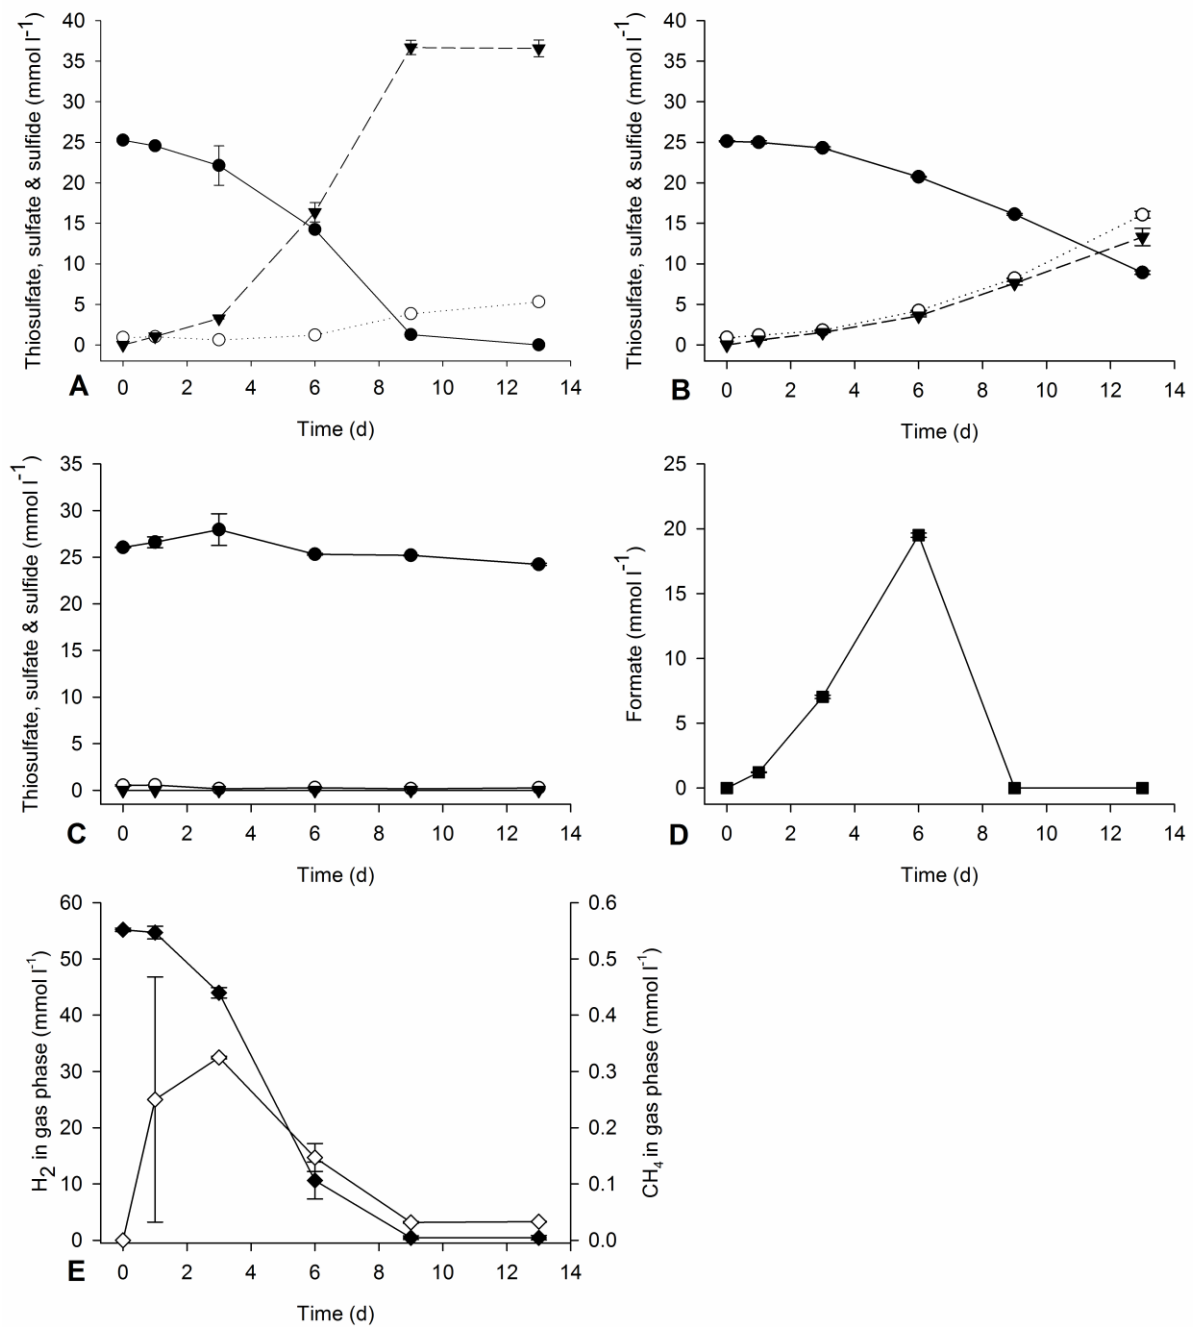 Thiosulfate, sulfate & sulfide (mmol l-1)
40
35
30
25
20
15
10
5
0
0 2 4 6 8 10 12 14
A
Time (d)
Thiosulfate, sulfate & sulfide (mmol l-1)
40
35
30
25
20
15
10
5
0
0 2 4 6 8 10 12 14
B
Time (d)
Thiosulfate, sulfate & sulfide (mmol l-1)
35
30
25
20
15
10
5
0
0 2 4 6 8 10 12 14
C
Time (d)
Formate (mmol l-1)
25
20
15
10
5
0
0 2 4 6 8 10 12 14
D
Time (d)
H2 in gas phase (mmol l-1)
60
50
40
30
20
10
0
0.6
0.5
0.4
0.3
0.2
0.1
0.0
CH4 in gas phase (mmol l-1)
0 2 4 6 8 10 12 14
E
Time (d)